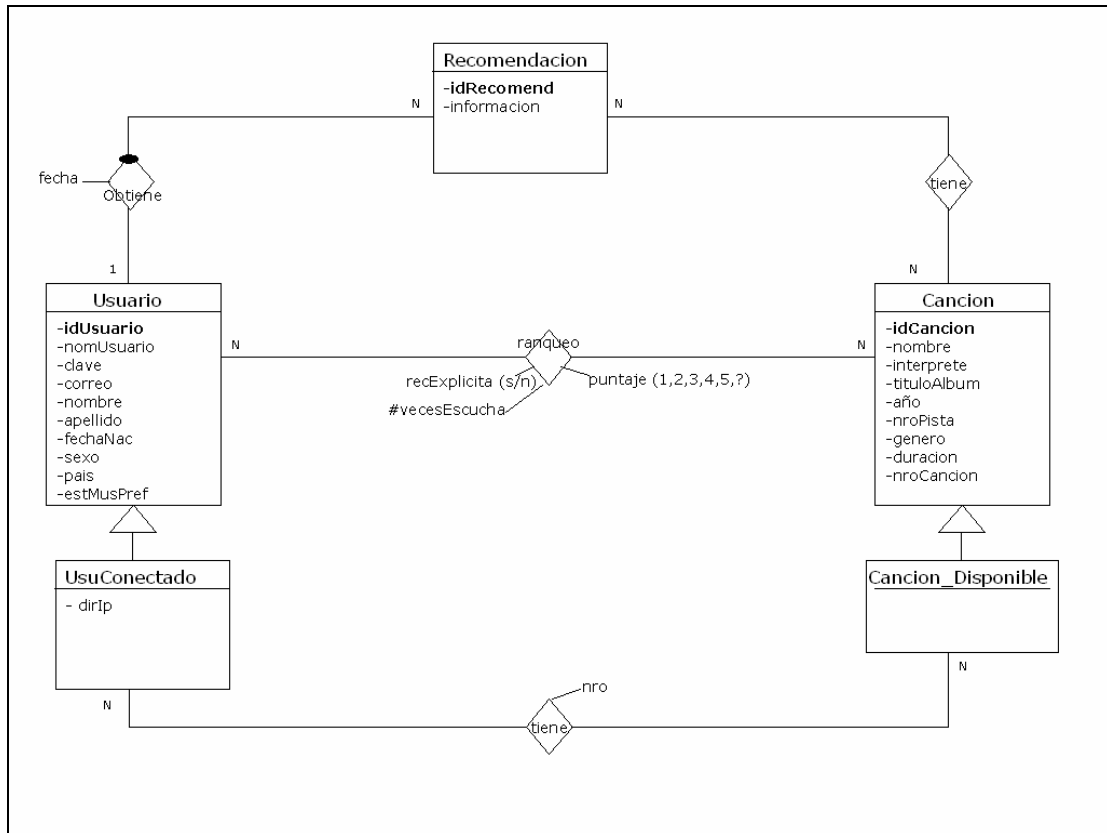 Recomendacion
-idRecomend
-informacion
N
N
fecha
Obtiene
tiene
1
N
Usuario
-idUsuario
-nomUsuario
-clave
-correo
-nombre
-apellido
-fechaNac
-sexo
-pais
-estMusPref
N
ranqueo
N
recExplicita (s/n)
puntaje (1,2,3,4,5,?)
#vecesEscucha
Cancion
-idCancion
-nombre
-interprete
-tituloAlbum
-año
-nroPista
-genero
-duracion
-nroCancion
UsuConectado
- dirIp
Cancion_Disponible
N
N
nro
tiene